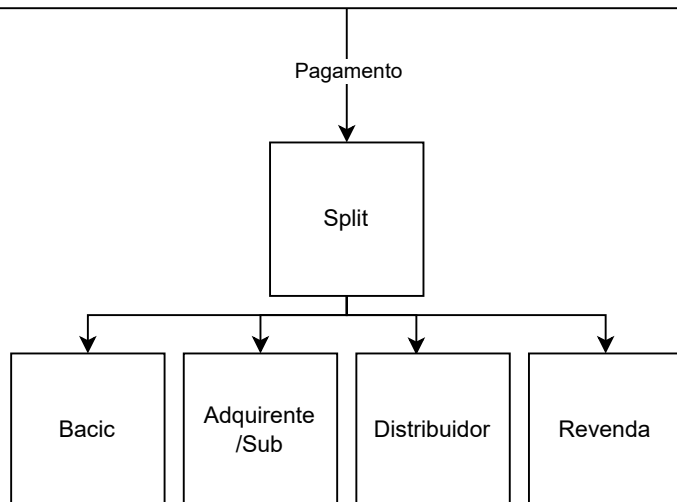 Pagamento
Split
Bacic
Adquirente
/Sub
Distribuidor
Revenda